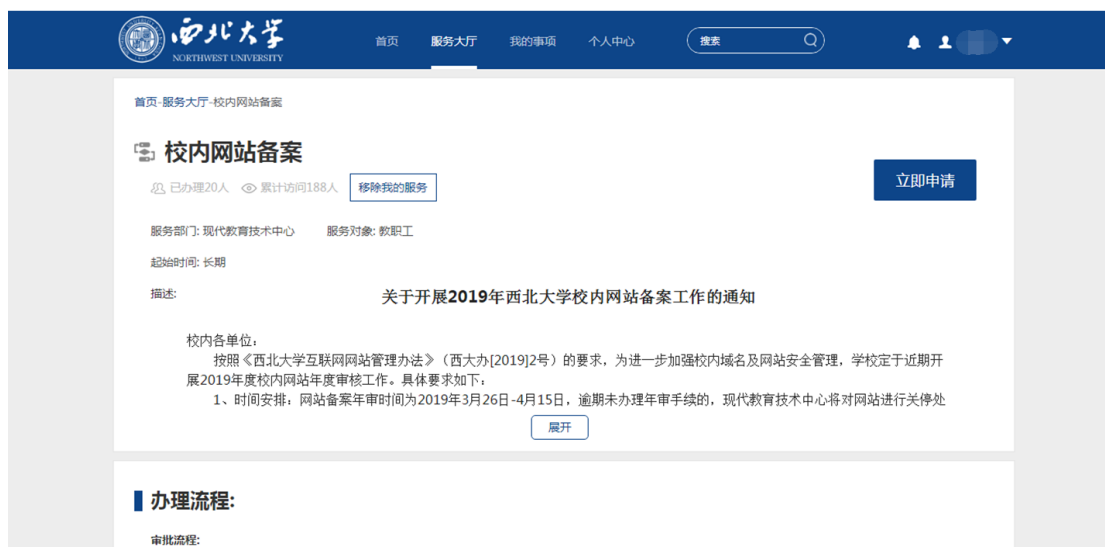 西北大学
NORTHWEST UNIVERSITY
首页 服务大厅 我的事项 个人中心 搜索
首页-服务大厅-校内网站备案
校内网站备案
已办理20人 累计访问188人 移除我的服务
立即申请
服务部门: 现代教育技术中心 服务对象: 教职工
起始时间: 长期
描述:
关于开展2019年西北大学校内网站备案工作的通知
校内各单位：
按照《西北大学互联网网站管理办法》（西大办[2019]2号）的要求，为进一步加强校内域名及网站安全管理，学校定于近期开
展2019年度校内网站年度审核工作。具体要求如下：
1、时间安排：网站备案年审时间为2019年3月26日-4月15日，逾期未办理年审手续的，现代教育技术中心将对网站进行关停处
展开
办理流程:
审批流程: